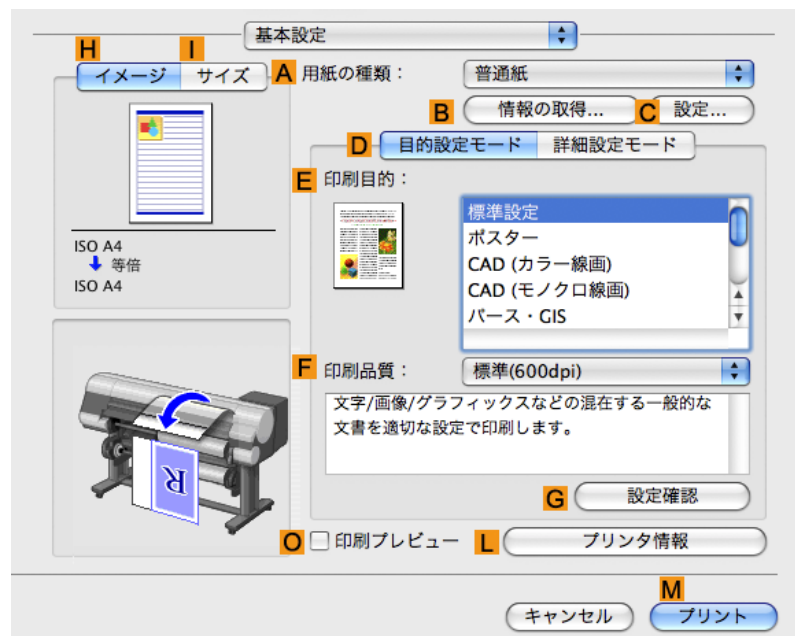 基本設定
H I
イメージ サイズ
A 用紙の種類： 普通紙
B 情報の取得... C 設定...
D 目的設定モード 詳細設定モード
E 印刷目的：
標準設定
ポスター
CAD (カラー線画)
CAD (モノクロ線画)
パース・GIS
ISO A4
等倍
ISO A4
F 印刷品質： 標準(600dpi)
文字/画像/グラフィックスなどの混在する一般的な
文書を適切な設定で印刷します。
R
G 設定確認
O 印刷プレビュー L プリンタ情報
M
キャンセル プリント